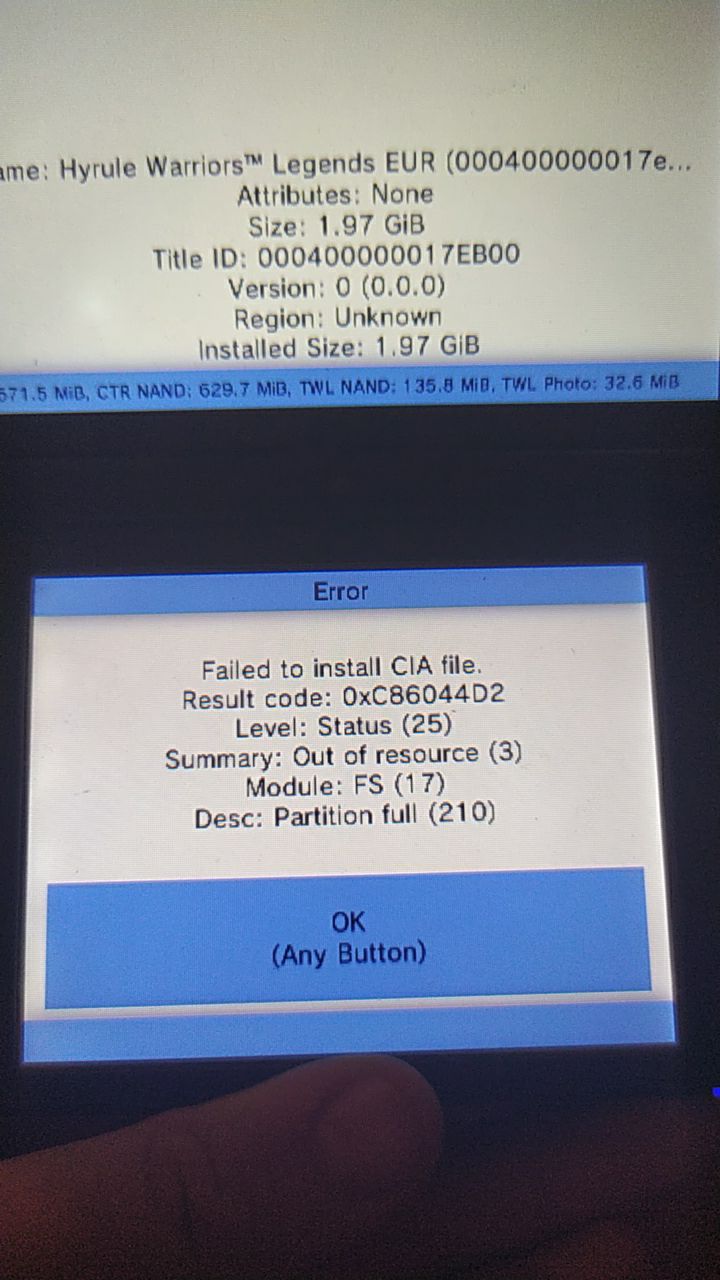 ame: Hyrule Warriors™ Legends EUR (000400000017e...
Attributes: None
Size: 1.97 GiB
Title ID: 000400000017EB00
Version: 0 (0.0.0)
Region: Unknown
Installed Size: 1.97 GiB
571.5 MiB, CTR NAND: 629.7 MiB, TWL NAND: 135.8 MiB, TWL Photo: 32.6 MiB
Error
Failed to install CIA file.
Result code: 0xC86044D2
Level: Status (25)
Summary: Out of resource (3)
Module: FS (17)
Desc: Partition full (210)
OK
(Any Button)